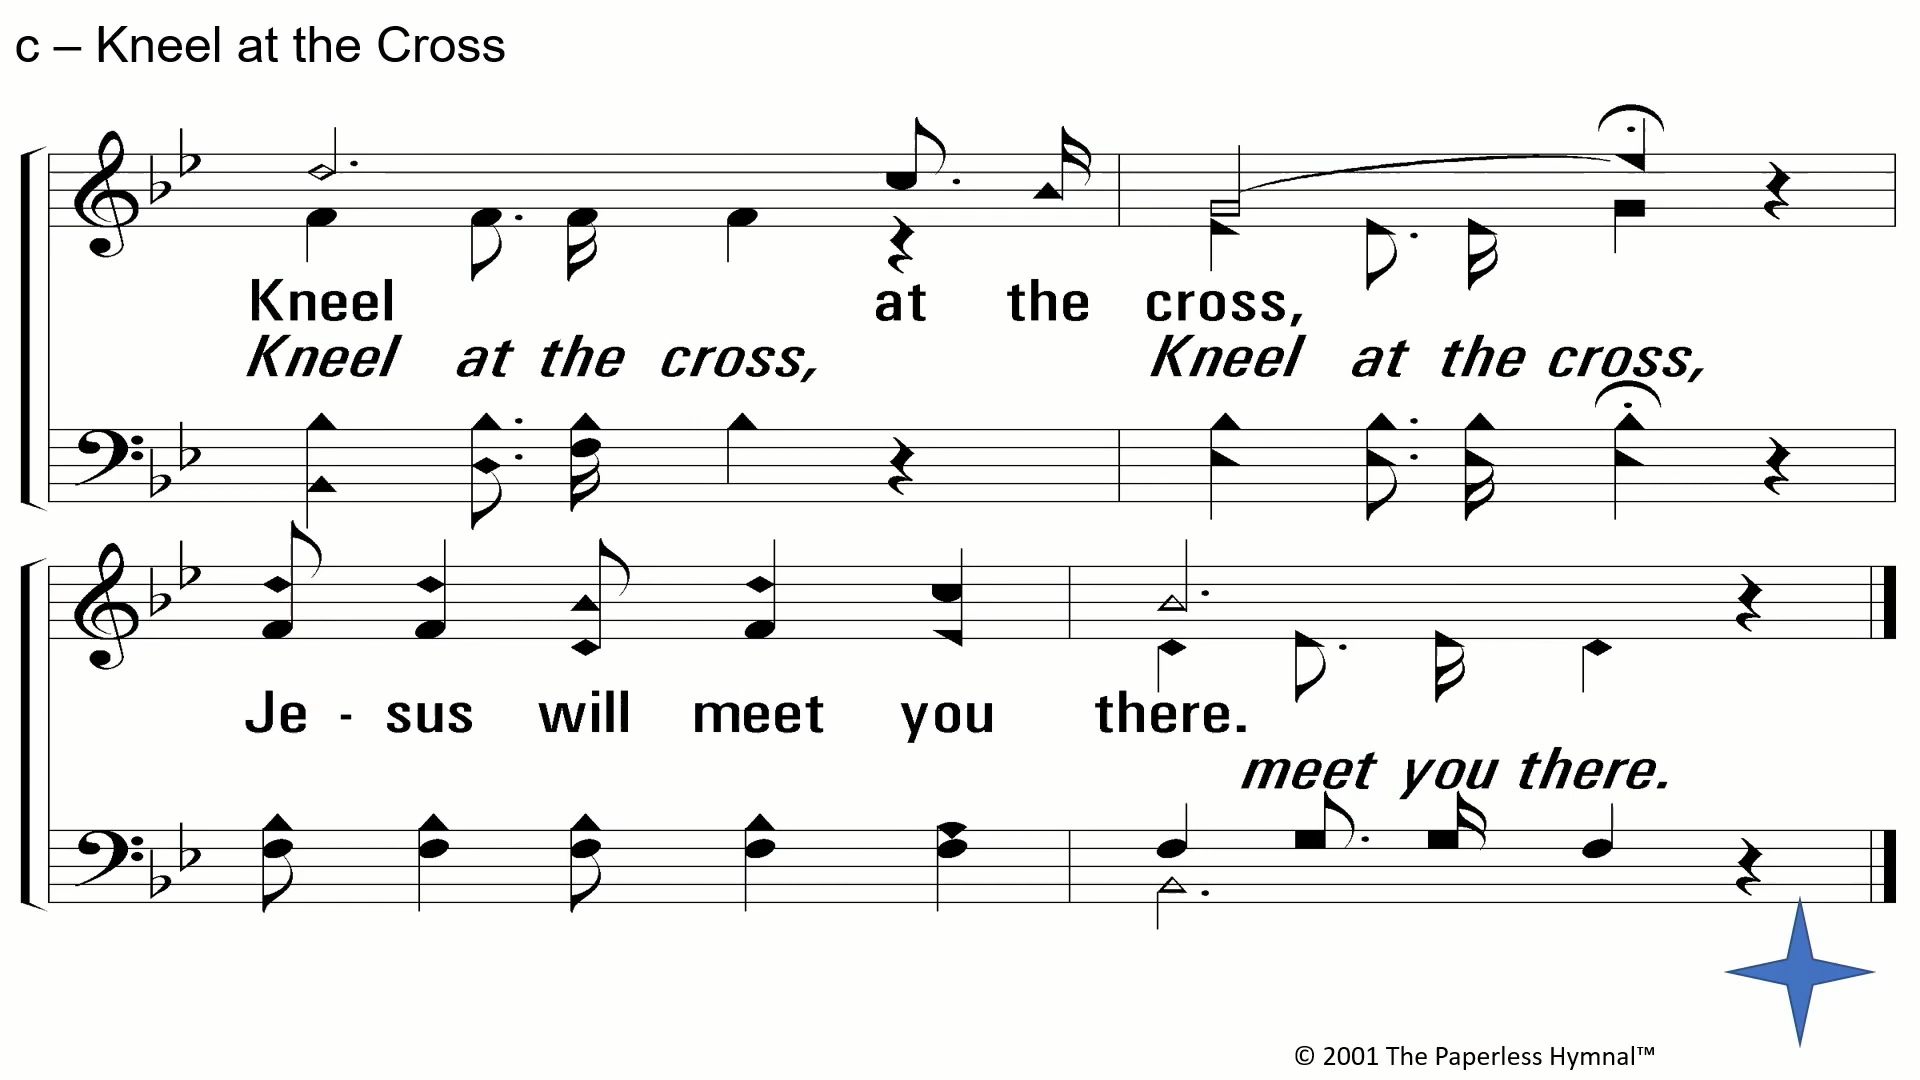 c – Kneel at the Cross
Kneel at the cross,
Kneel at the cross, Kneel at the cross,
Je - sus will meet you there.
meet you there.
© 2001 The Paperless Hymnal™